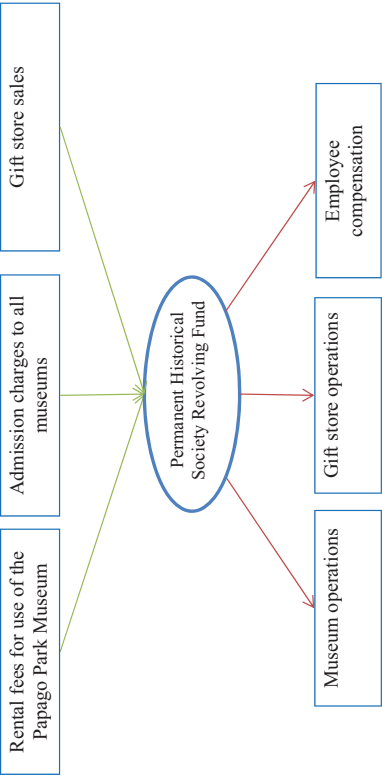 Rental fees for use of the
Papago Park Museum
Admission charges to all
museums
Gift store sales
Permanent Historical
Society Revolving Fund
Museum operations
Gift store operations
Employee
compensation